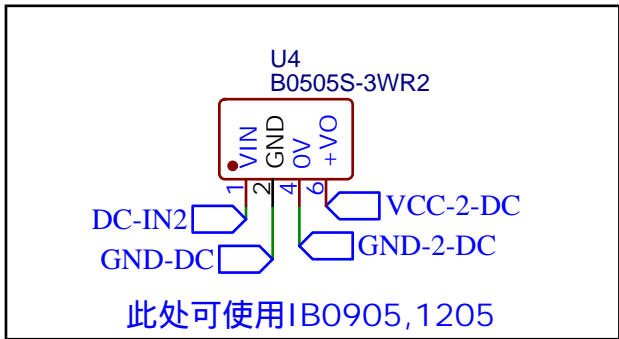 U4
B0505S-3WR2
VIN
GND
0V
+VO
1
2
4
6
DC-IN2
VCC-2-DC
GND-DC
GND-2-DC
此处可使用IB0905,1205